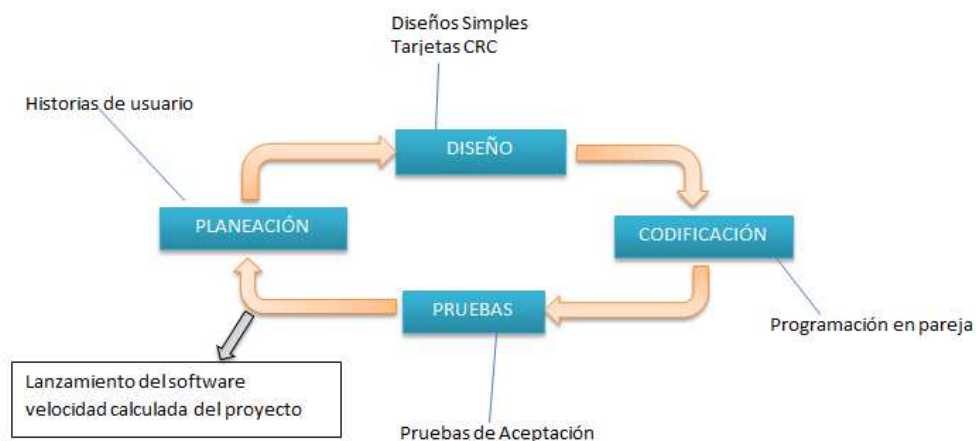 Diseños Simples
Tarjetas CRC
Historias de usuario
DISEÑO
PLANEACIÓN
CODIFICACIÓN
PRUEBAS
Programación en pareja
Lanzamiento del software
velocidad calculada del proyecto
Pruebas de Aceptación